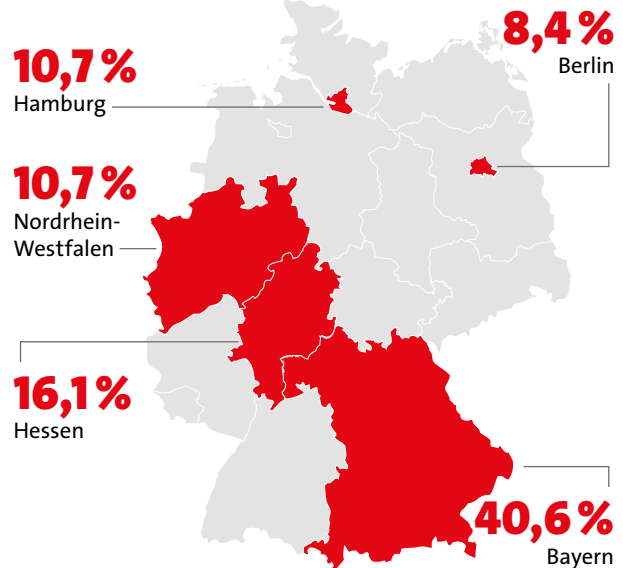 10,7 %
Hamburg
8,4 %
Berlin
10,7 %
Nordrhein-
Westfalen
16,1 %
Hessen
40,6 %
Bayern